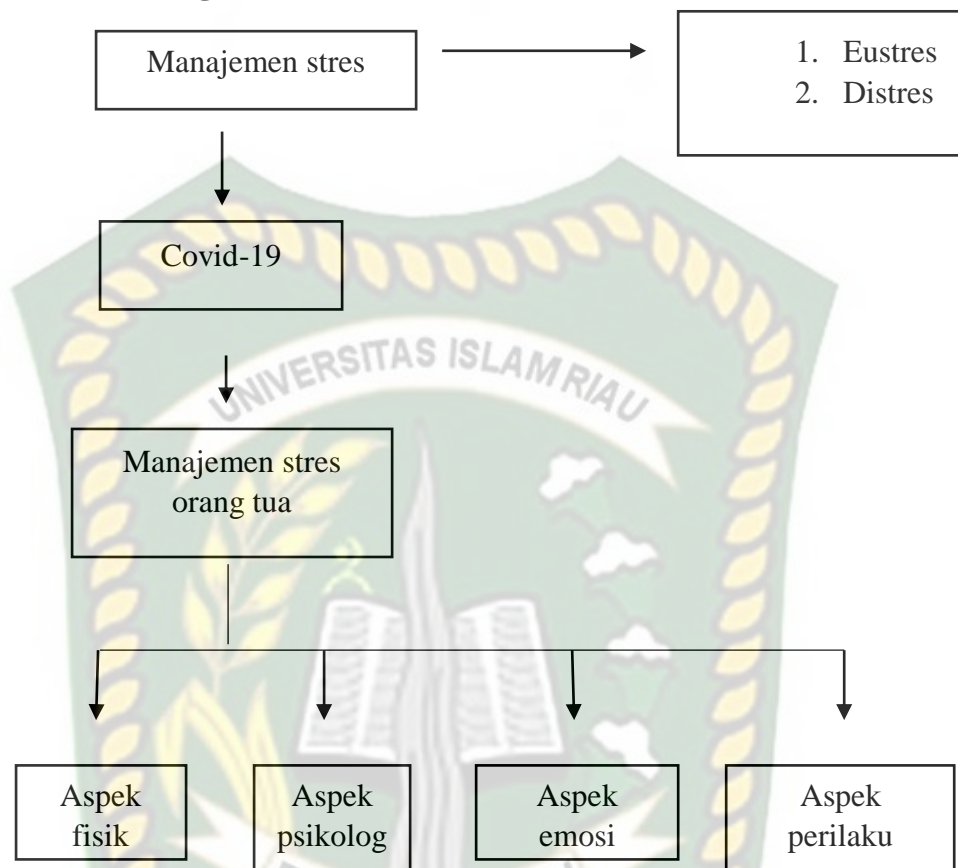 Manajemen stres
1. Eustres
2. Distres
Covid-19
UNIVERSITAS ISLAM RIAU
Manajemen stres
orang tua
Aspek
fisik
Aspek
psikolog
Aspek
emosi
Aspek
perilaku